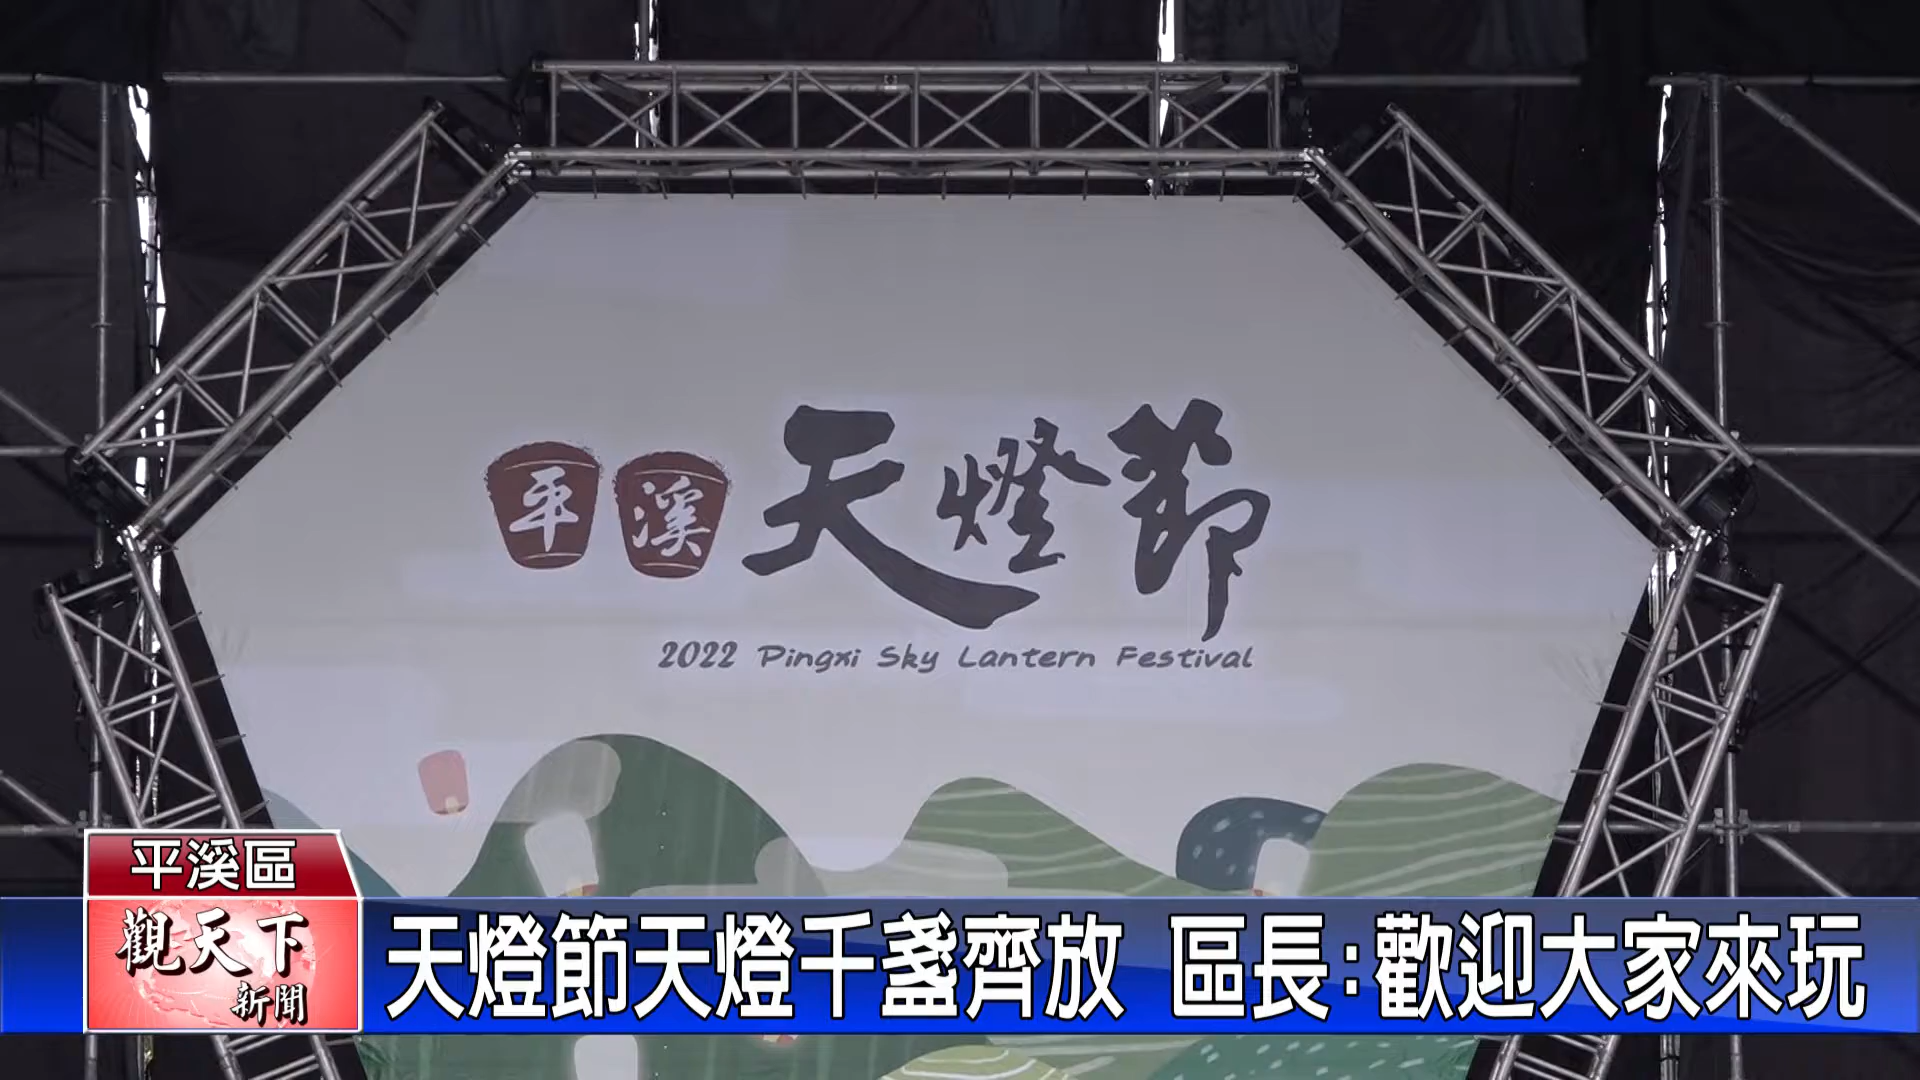 平溪天燈節
2022 Pingxi Sky Lantern Festival
平溪區
觀天下
新聞
天燈節天燈千盞齊放 區長:歡迎大家來玩